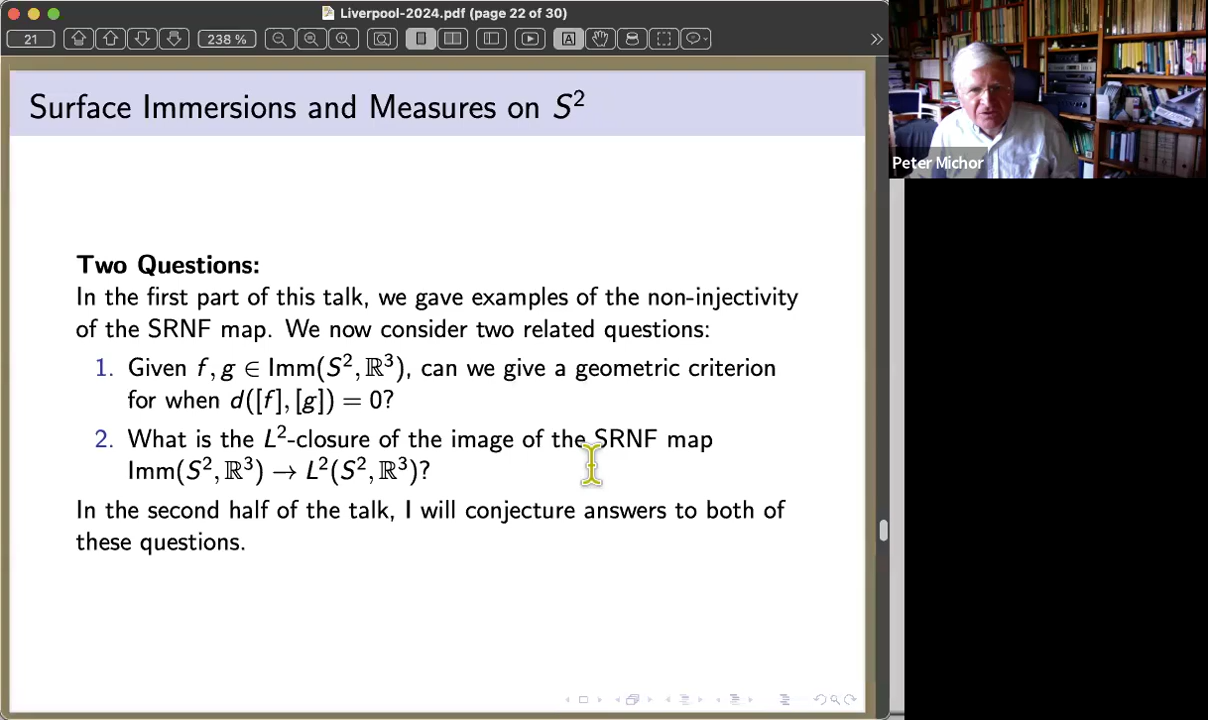 Liverpool-2024.pdf (page 22 of 30)
21
238 %
Surface Immersions and Measures on S²
Peter Michor
Two Questions:
In the first part of this talk, we gave examples of the non-injectivity
of the SRNF map. We now consider two related questions:
1. Given f, g ∈ Imm(S², ℝ³), can we give a geometric criterion
for when d([f], [g]) = 0?
2. What is the L²-closure of the image of the SRNF map
Imm(S², ℝ³) → L²(S², ℝ³)?
In the second half of the talk, I will conjecture answers to both of
these questions.